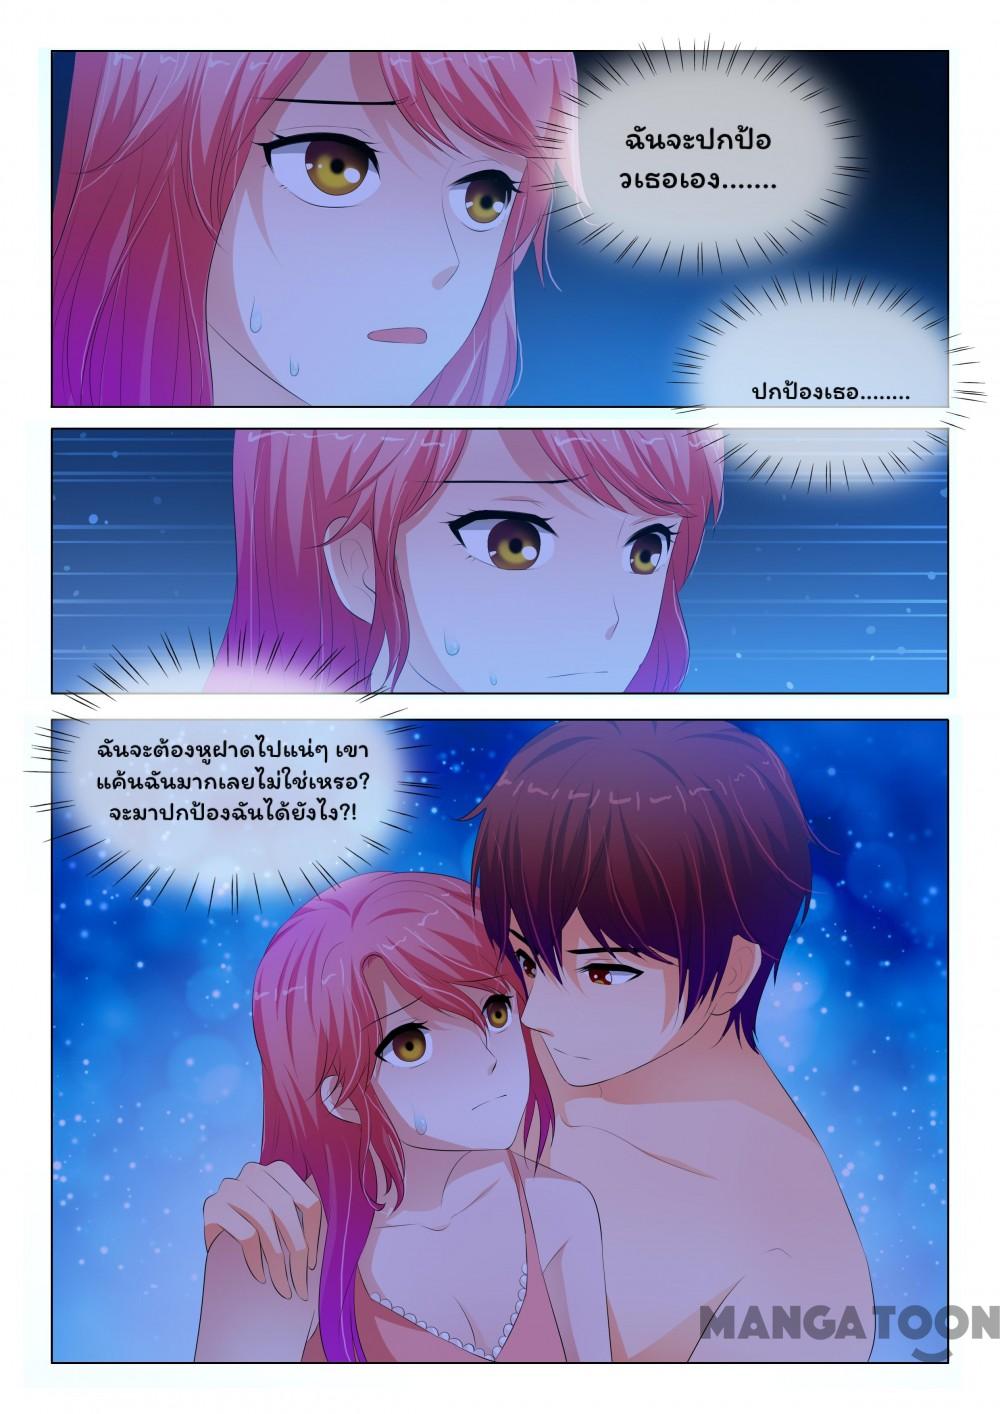 ฉันจะปกป้อ
วเธอเอง.......
ปกป้องเธอ........
ฉันจะต้องหูฝาดไปแน่ๆ เขา
แค้นฉันมากเลยไม่ใช่เหรอ?
จะมาปกป้องฉันได้ยังไง?!
MANGATOON